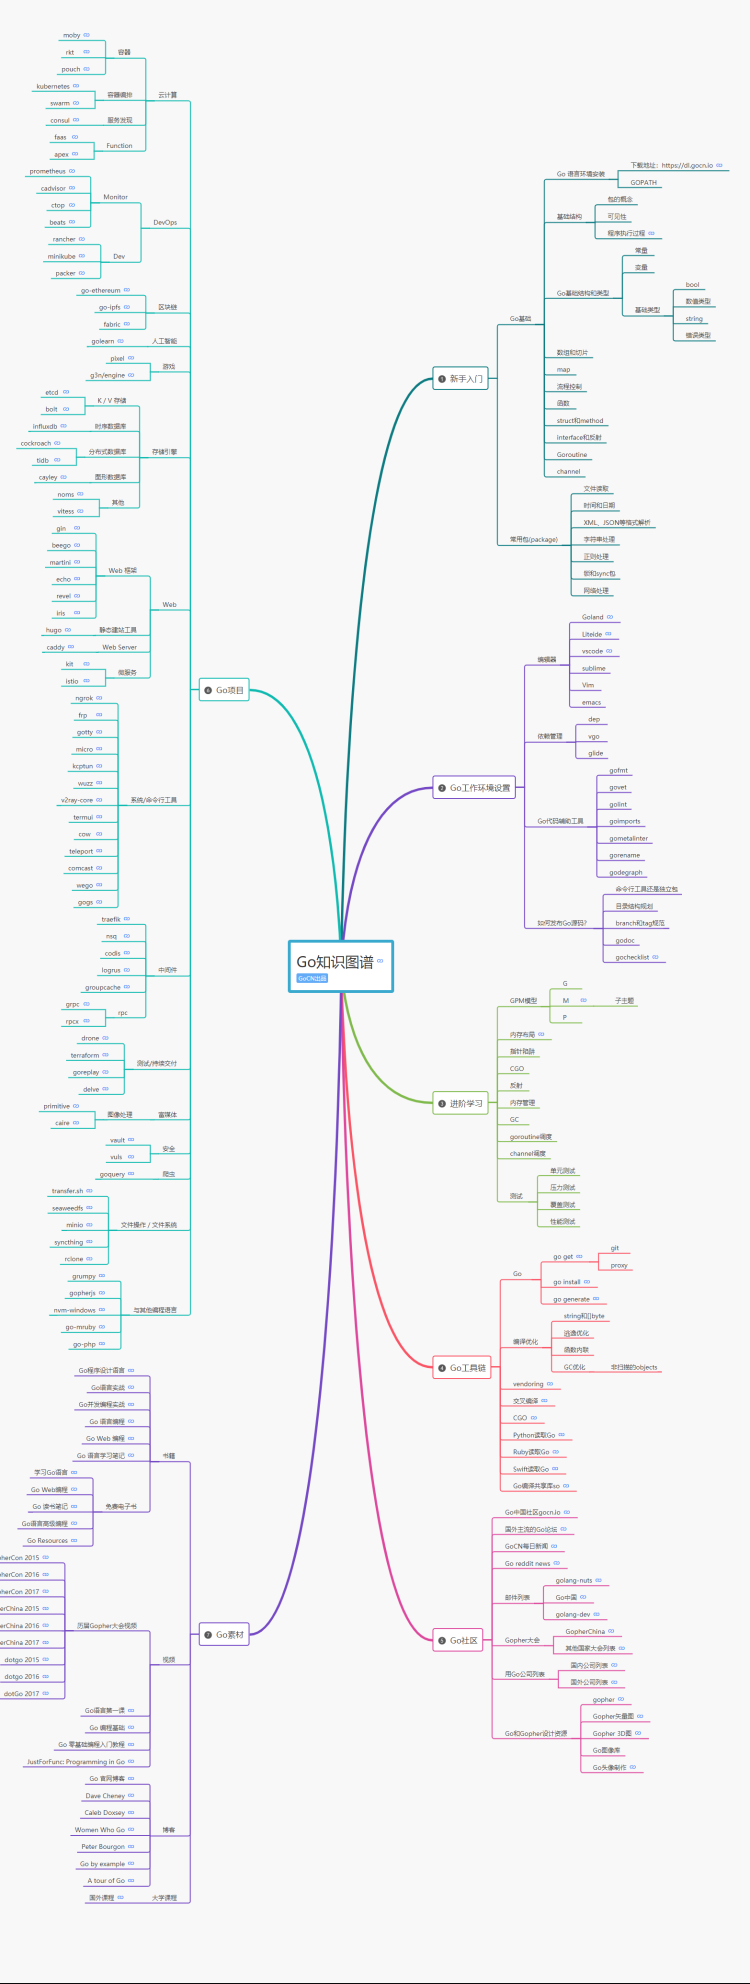 Go知识图谱
GoCN出品
1 新手入门
Go基础
Go 语言环境安装
下载地址：https://dl.gocn.io
GOPATH
基础结构
包的概念
可见性
程序执行过程
Go基础结构和类型
常量
变量
基础类型
bool
数值类型
string
错误类型
数组和切片
map
流程控制
函数
struct和method
interface和反射
Goroutine
channel
常用包(package)
文件读取
时间和日期
XML、JSON等格式解析
字符串处理
正则处理
锁和sync包
网络处理
2 Go工作环境设置
编辑器
Goland
LiteIde
vscode
sublime
Vim
emacs
依赖管理
dep
vgo
glide
Go代码辅助工具
gofmt
govet
golint
goimports
gometalinter
gorename
godegraph
如何发布Go源码？
命令行工具还是独立包
目录结构规划
branch和tag规范
godoc
gochecklist
3 进阶学习
GPM模型
G
M
子主题
P
内存布局
指针陷阱
CGO
反射
内存管理
GC
goroutine调度
channel调度
测试
单元测试
压力测试
覆盖测试
性能测试
4 Go工具链
Go
go get
git
proxy
go install
go generate
编译优化
string和[]byte
逃逸优化
函数内联
GC优化
非扫描的objects
vendoring
交叉编译
CGO
Python读取Go
Ruby读取Go
Swift读取Go
Go编译共享库so
5 Go社区
Go中国社区gocn.io
国外主流的Go论坛
GoCN每日新闻
Go reddit news
邮件列表
golang-nuts
Go中国
golang-dev
Gopher大会
GopherChina
其他国家大会列表
用Go公司列表
国内公司列表
国外公司列表
Go和Gopher设计资源
gopher
Gopher矢量图
Gopher 3D图
Go图像库
Go头像制作
6 Go项目
云计算
容器
moby
rkt
pouch
容器编排
kubernetes
swarm
服务发现
consul
Function
faas
apex
DevOps
Monitor
prometheus
cadvisor
ctop
beats
Dev
rancher
minikube
packer
区块链
go-ethereum
go-ipfs
fabric
人工智能
golearn
游戏
pixel
g3n/engine
存储引擎
K / V 存储
etcd
bolt
时序数据库
influxdb
分布式数据库
cockroach
tidb
图形数据库
cayley
其他
noms
vitess
Web
Web 框架
gin
beego
martini
echo
revel
iris
静态建站工具
hugo
Web Server
caddy
微服务
kit
istio
系统/命令行工具
ngrok
frp
gotty
micro
kcptun
wuzz
v2ray-core
termui
cow
teleport
comcast
wego
gogs
中间件
traefik
nsq
codis
logrus
groupcache
rpc
grpc
rpcx
测试/持续交付
drone
terraform
goreplay
delve
富媒体
图像处理
primitive
caire
安全
vault
vuls
爬虫
goquery
文件操作 / 文件系统
transfer.sh
seaweedfs
minio
syncthing
rclone
与其他编程语言
grumpy
gopherjs
nvm-windows
go-mruby
go-php
7 Go素材
书籍
Go程序设计语言
Go语言实战
Go并发编程实战
Go 语言编程
Go Web 编程
Go 语言学习笔记
免费电子书
学习Go语言
Go Web编程
Go 读书笔记
Go语言高级编程
Go Resources
视频
历届Gopher大会视频
herCon 2015
herCon 2016
herCon 2017
erChina 2015
erChina 2016
erChina 2017
dotgo 2015
dotgo 2016
dotGo 2017
Go语言第一课
Go 编程基础
Go 零基础编程入门教程
JustForFunc: Programming in Go
博客
Go 官网博客
Dave Cheney
Caleb Doxsey
Women Who Go
Peter Bourgon
Go by example
A tour of Go
大学课程
国外课程